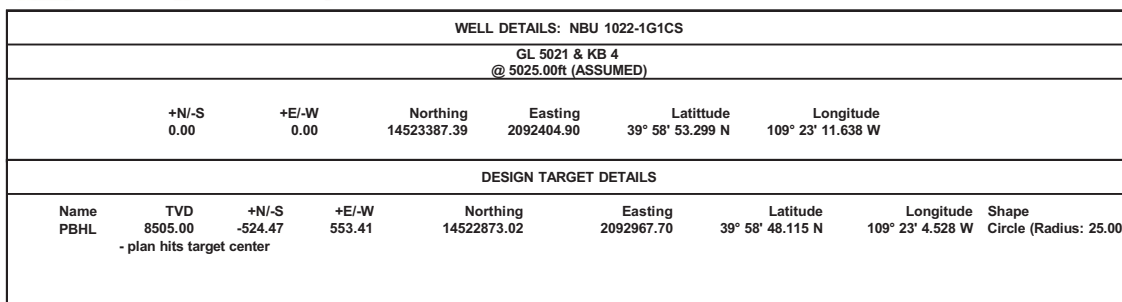 WELL DETAILS: NBU 1022-1G1CS
GL 5021 & KB 4
@ 5025.00ft (ASSUMED)
+N/-S +E/-W Northing Easting Latittude Longitude
0.00 0.00 14523387.39 2092404.90 39° 58' 53.299 N 109° 23' 11.638 W
DESIGN TARGET DETAILS
Name TVD +N/-S +E/-W Northing Easting Latitude Longitude Shape
PBHL 8505.00 -524.47 553.41 14522873.02 2092967.70 39° 58' 48.115 N 109° 23' 4.528 W Circle (Radius: 25.00
- plan hits target center